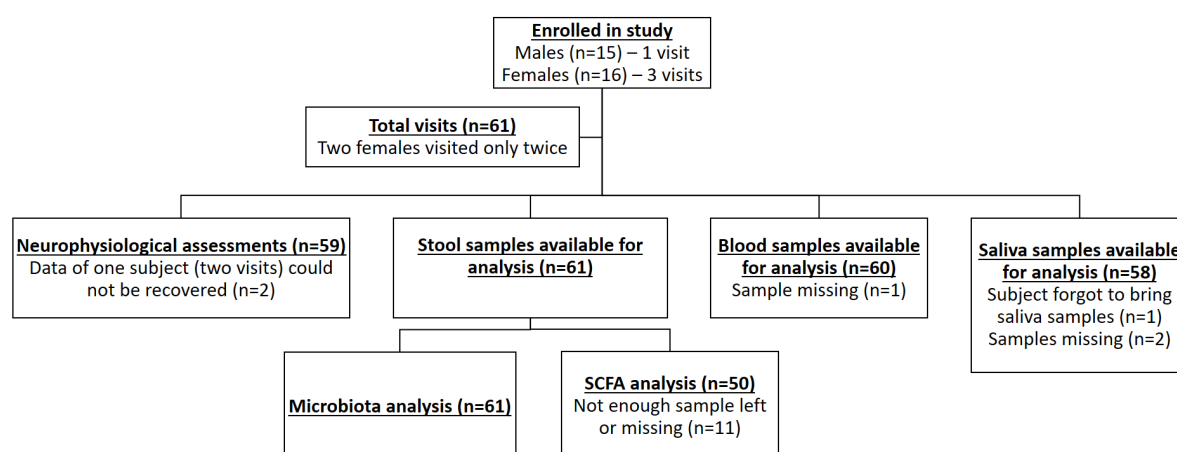 Enrolled in study
Males (n=15) – 1 visit
Females (n=16) – 3 visits
Total visits (n=61)
Two females visited only twice
Neurophysiological assessments (n=59)
Data of one subject (two visits) could
not be recovered (n=2)
Stool samples available for
analysis (n=61)
Blood samples available
for analysis (n=60)
Sample missing (n=1)
Saliva samples available
for analysis (n=58)
Subject forgot to bring
saliva samples (n=1)
Samples missing (n=2)
Microbiota analysis (n=61)
SCFA analysis (n=50)
Not enough sample left
or missing (n=11)